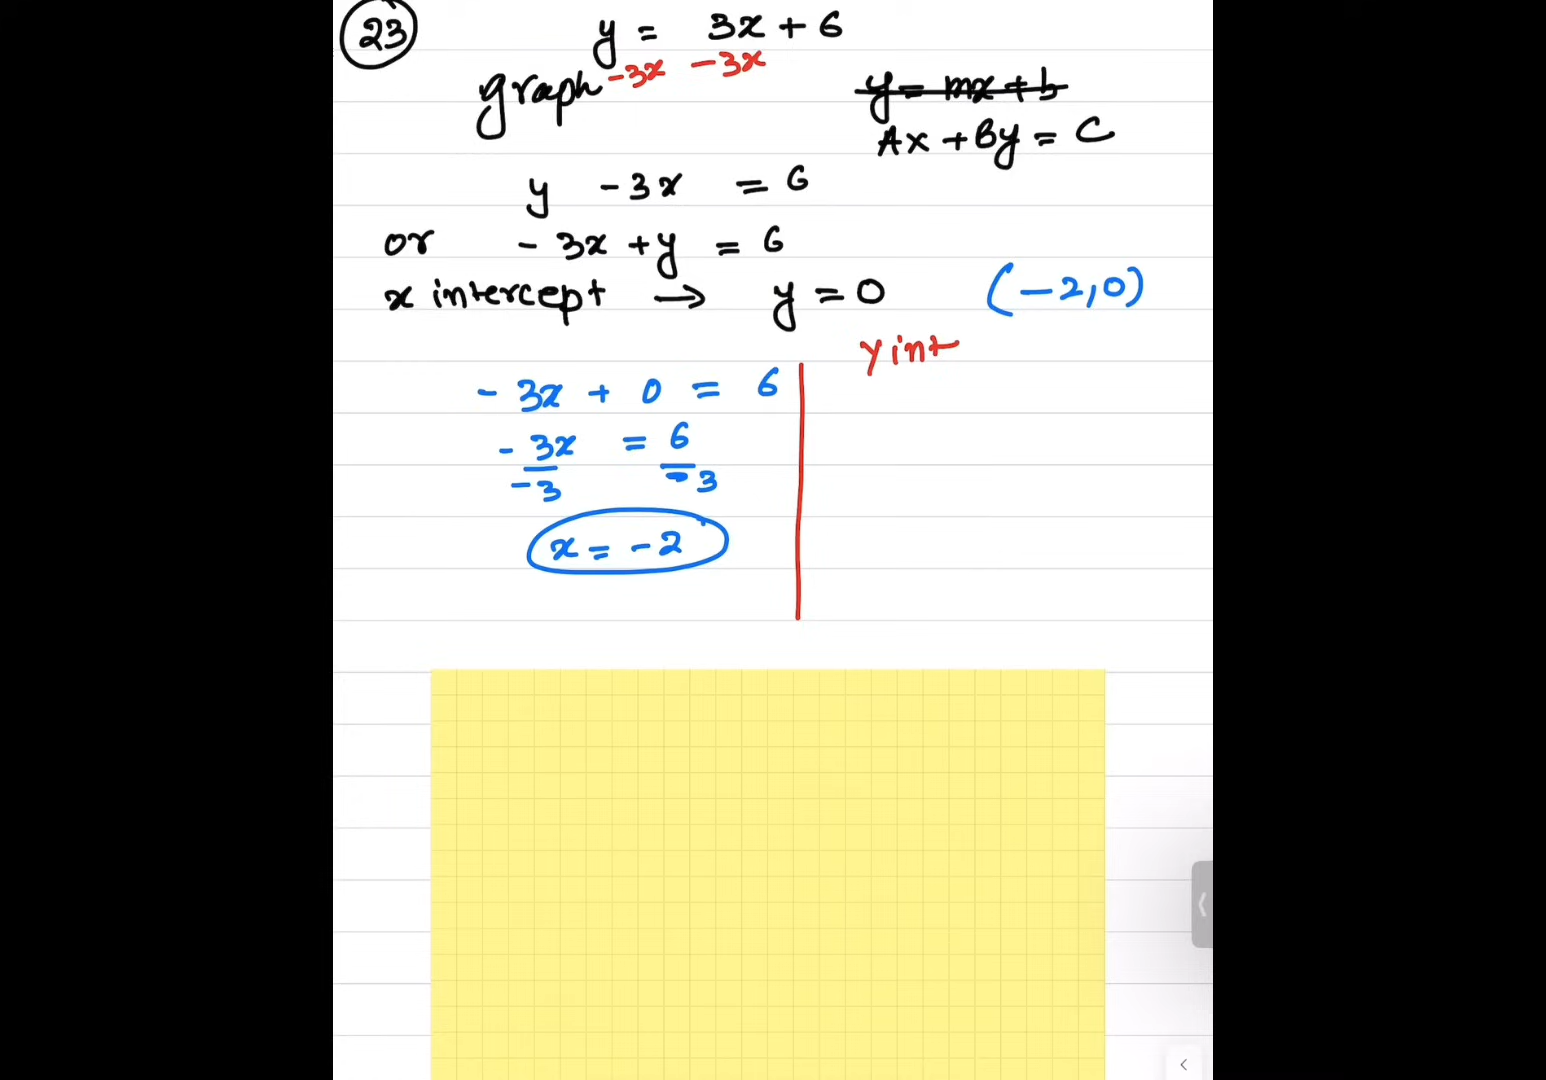 23 y = 3x + 6
-3x -3x
graph y = mx + b
Ax + By = C
y -3x = 6
or - 3x + y = 6
x intercept → y = 0 (-2,0)
y int
- 3x + 0 = 6
- 3x = 6
-3 -3
x = -2